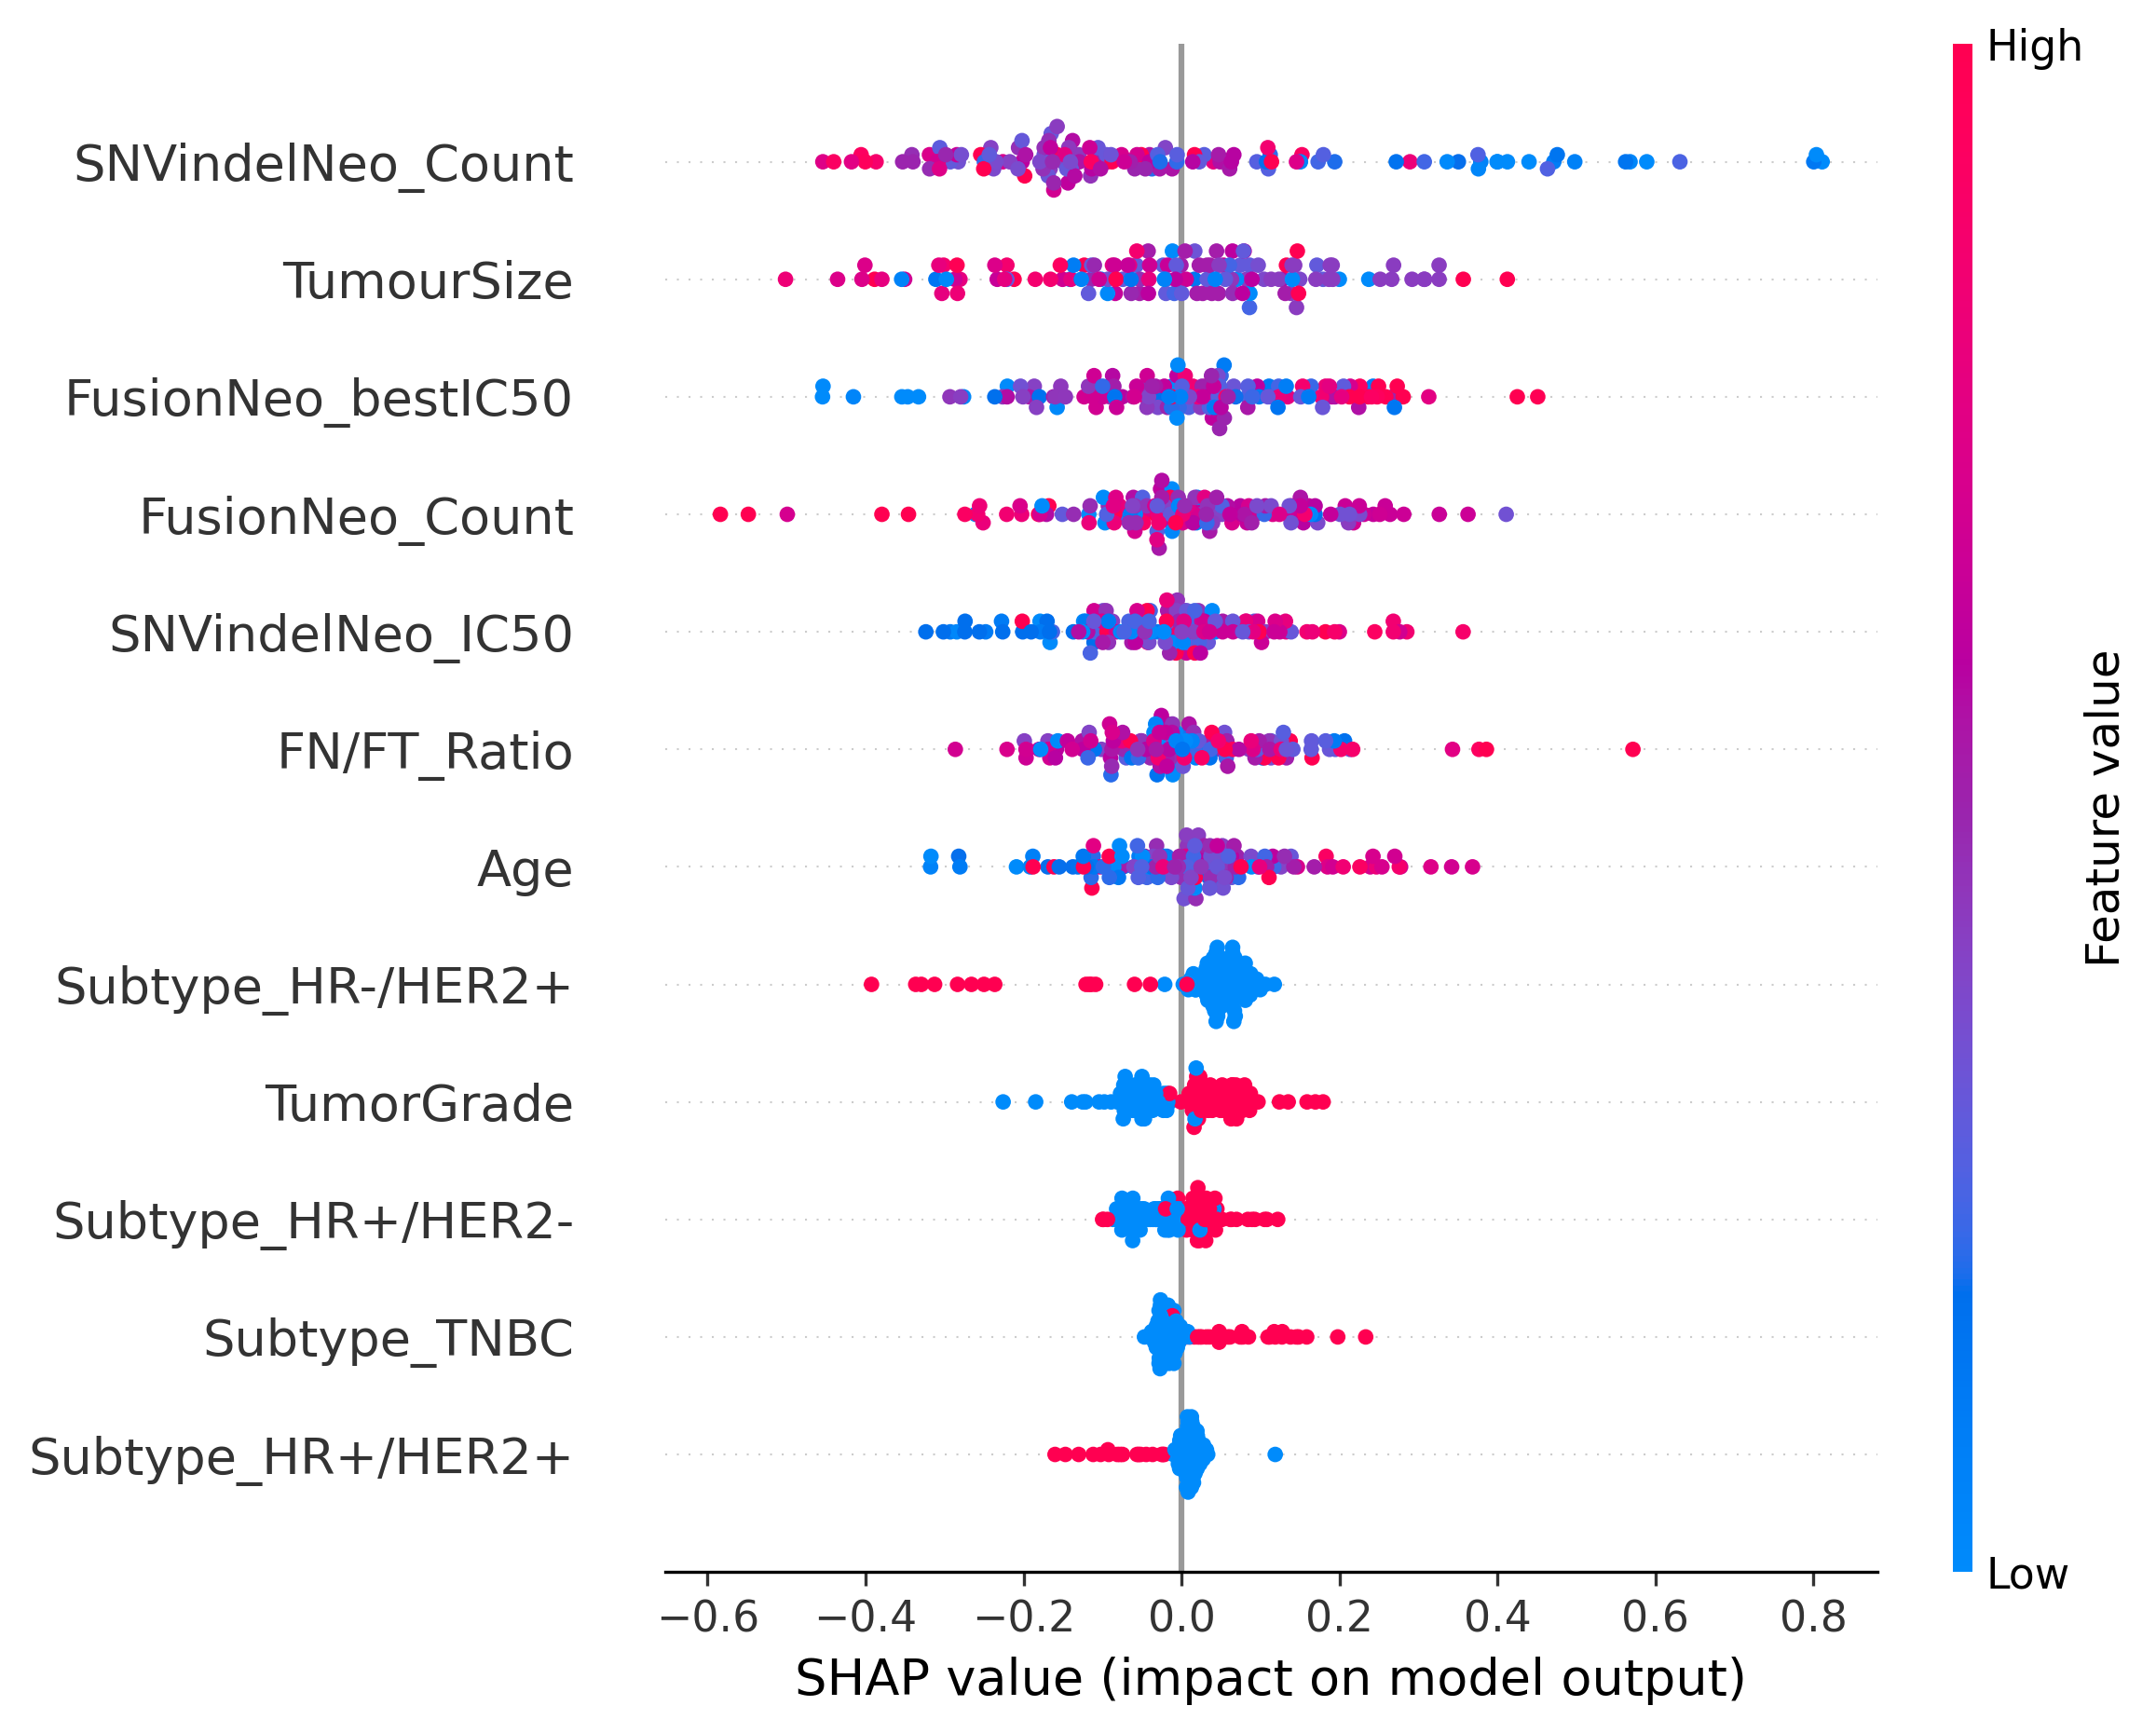 High
SNVindelNeo_Count
TumourSize
FusionNeo_bestIC50
FusionNeo_Count
SNVindelNeo_IC50
FN/FT_Ratio
Age
Subtype_HR-/HER2+
TumorGrade
Subtype_HR+/HER2-
Subtype_TNBC
Subtype_HR+/HER2+
Feature value
Low
−0.6 −0.4 −0.2 0.0 0.2 0.4 0.6 0.8
SHAP value (impact on model output)